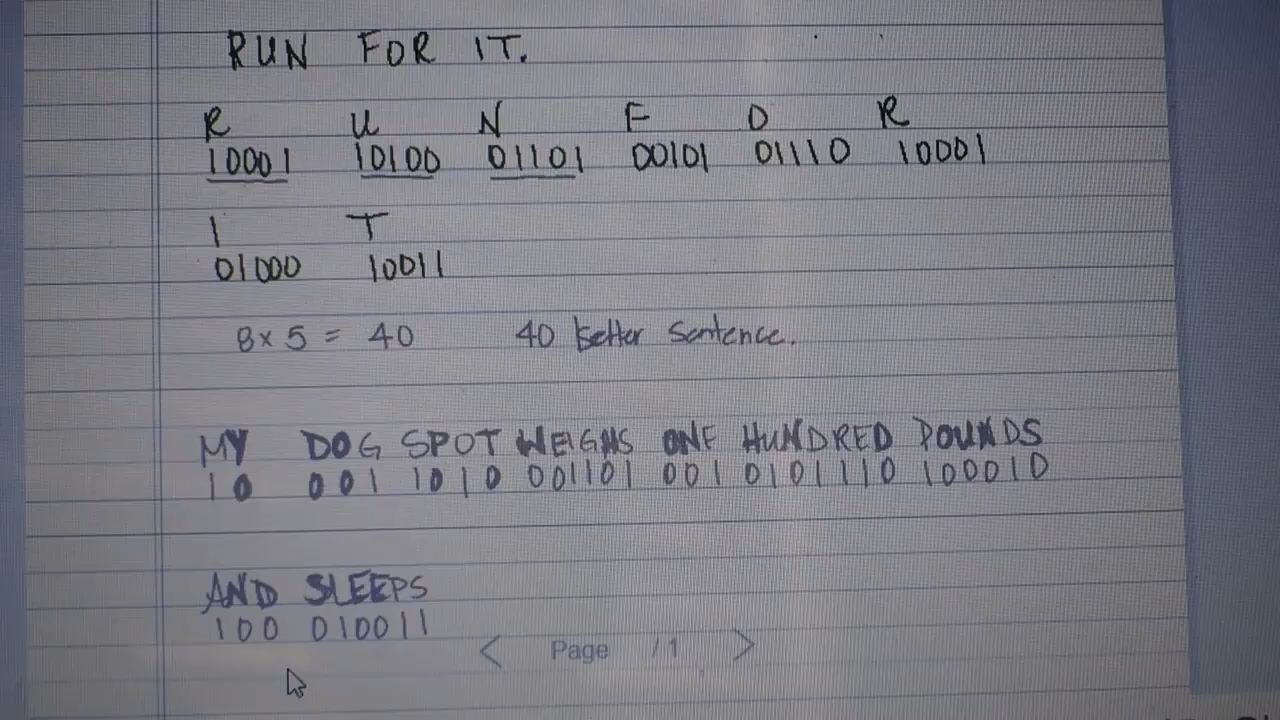 RUN FOR IT.
R U N F O R
10001 10100 01101 00101 01110 10001
I T
01000 10011
8 x 5 = 40 40 better Sentence.
MY DOG SPOT WEIGHS ONE HUNDRED POUNDS
10 001 1010 001101 001 0101110 100010
AND SLEEPS
100 010011
< Page / 1 >